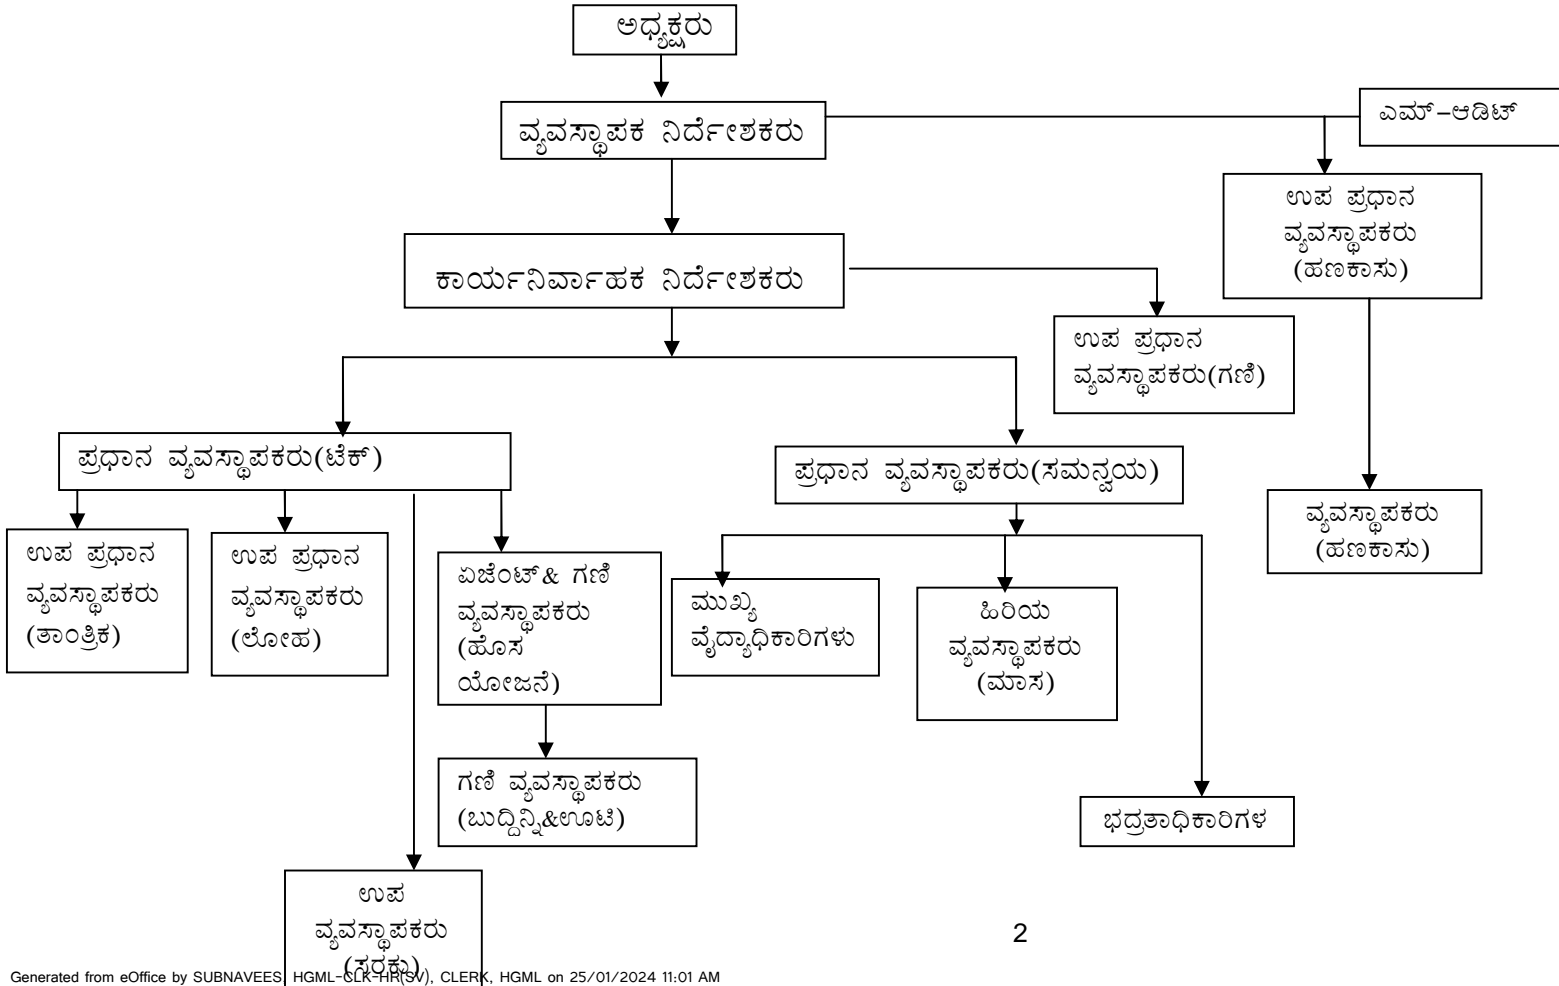 ಅಧ್ಯಕ್ಷರು
ವ್ಯವಸ್ಥಾಪಕ ನಿರ್ದೇಶಕರು
ಎಮ್-ಆಡಿಟ್
ಉಪ ಪ್ರಧಾನ
ವ್ಯವಸ್ಥಾಪಕರು
(ಹಣಕಾಸು)
ಕಾರ್ಯನಿರ್ವಾಹಕ ನಿರ್ದೇಶಕರು
ಉಪ ಪ್ರಧಾನ
ವ್ಯವಸ್ಥಾಪಕರು(ಗಣಿ)
ಪ್ರಧಾನ ವ್ಯವಸ್ಥಾಪಕರು(ಟೆಕ್)
ಪ್ರಧಾನ ವ್ಯವಸ್ಥಾಪಕರು(ಸಮನ್ವಯ)
ವ್ಯವಸ್ಥಾಪಕರು
(ಹಣಕಾಸು)
ಉಪ ಪ್ರಧಾನ
ವ್ಯವಸ್ಥಾಪಕರು
(ತಾಂತ್ರಿಕ)
ಉಪ ಪ್ರಧಾನ
ವ್ಯವಸ್ಥಾಪಕರು
(ಲೋಹ)
ಏಜೆಂಟ್& ಗಣಿ
ವ್ಯವಸ್ಥಾಪಕರು
(ಹೊಸ
ಯೋಜನೆ)
ಮುಖ್ಯ
ವೈದ್ಯಾಧಿಕಾರಿಗಳು
ಹಿರಿಯ
ವ್ಯವಸ್ಥಾಪಕರು
(ಮಾಸ)
ಗಣಿ ವ್ಯವಸ್ಥಾಪಕರು
(ಬುದ್ದಿನ್ನಿ&ಊಟಿ)
ಭದ್ರತಾಧಿಕಾರಿಗಳ
ಉಪ
ವ್ಯವಸ್ಥಾಪಕರು
(ಸರಕು)
2
Generated from eOffice by SUBNAVEES, HGML-CLK-HR(SV), CLERK, HGML on 25/01/2024 11:01 AM